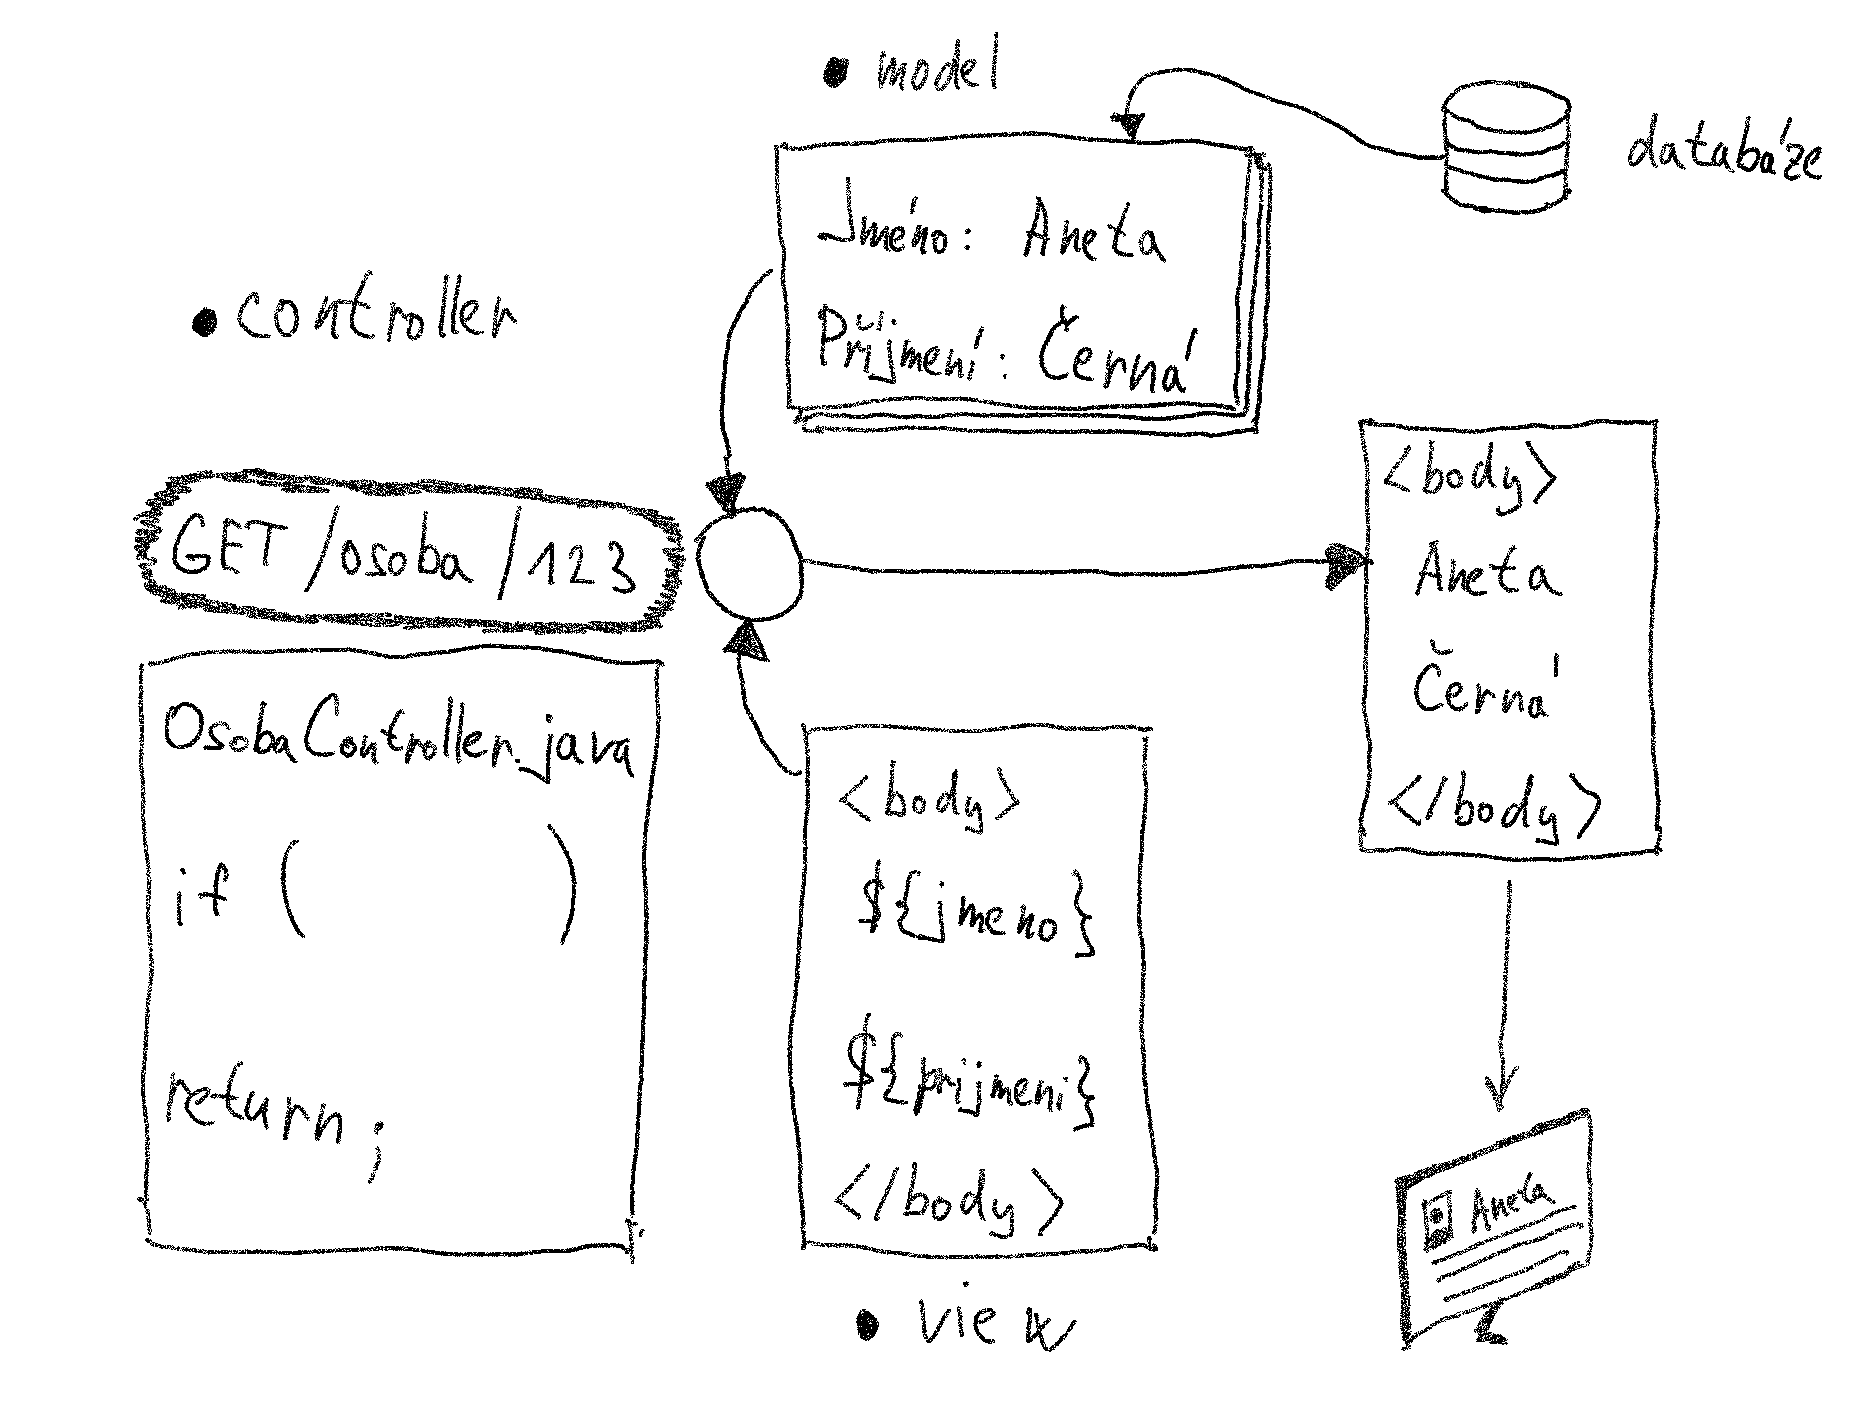 • model
databáze
Jméno: Aneta
Příjmení: Černá
• controller
GET /osoba/123
OsobaController.java
if ( )
return;
<body>
${jmeno}
${prijmeni}
</body>
• view
<body>
Aneta
Černá
</body>
Aneta